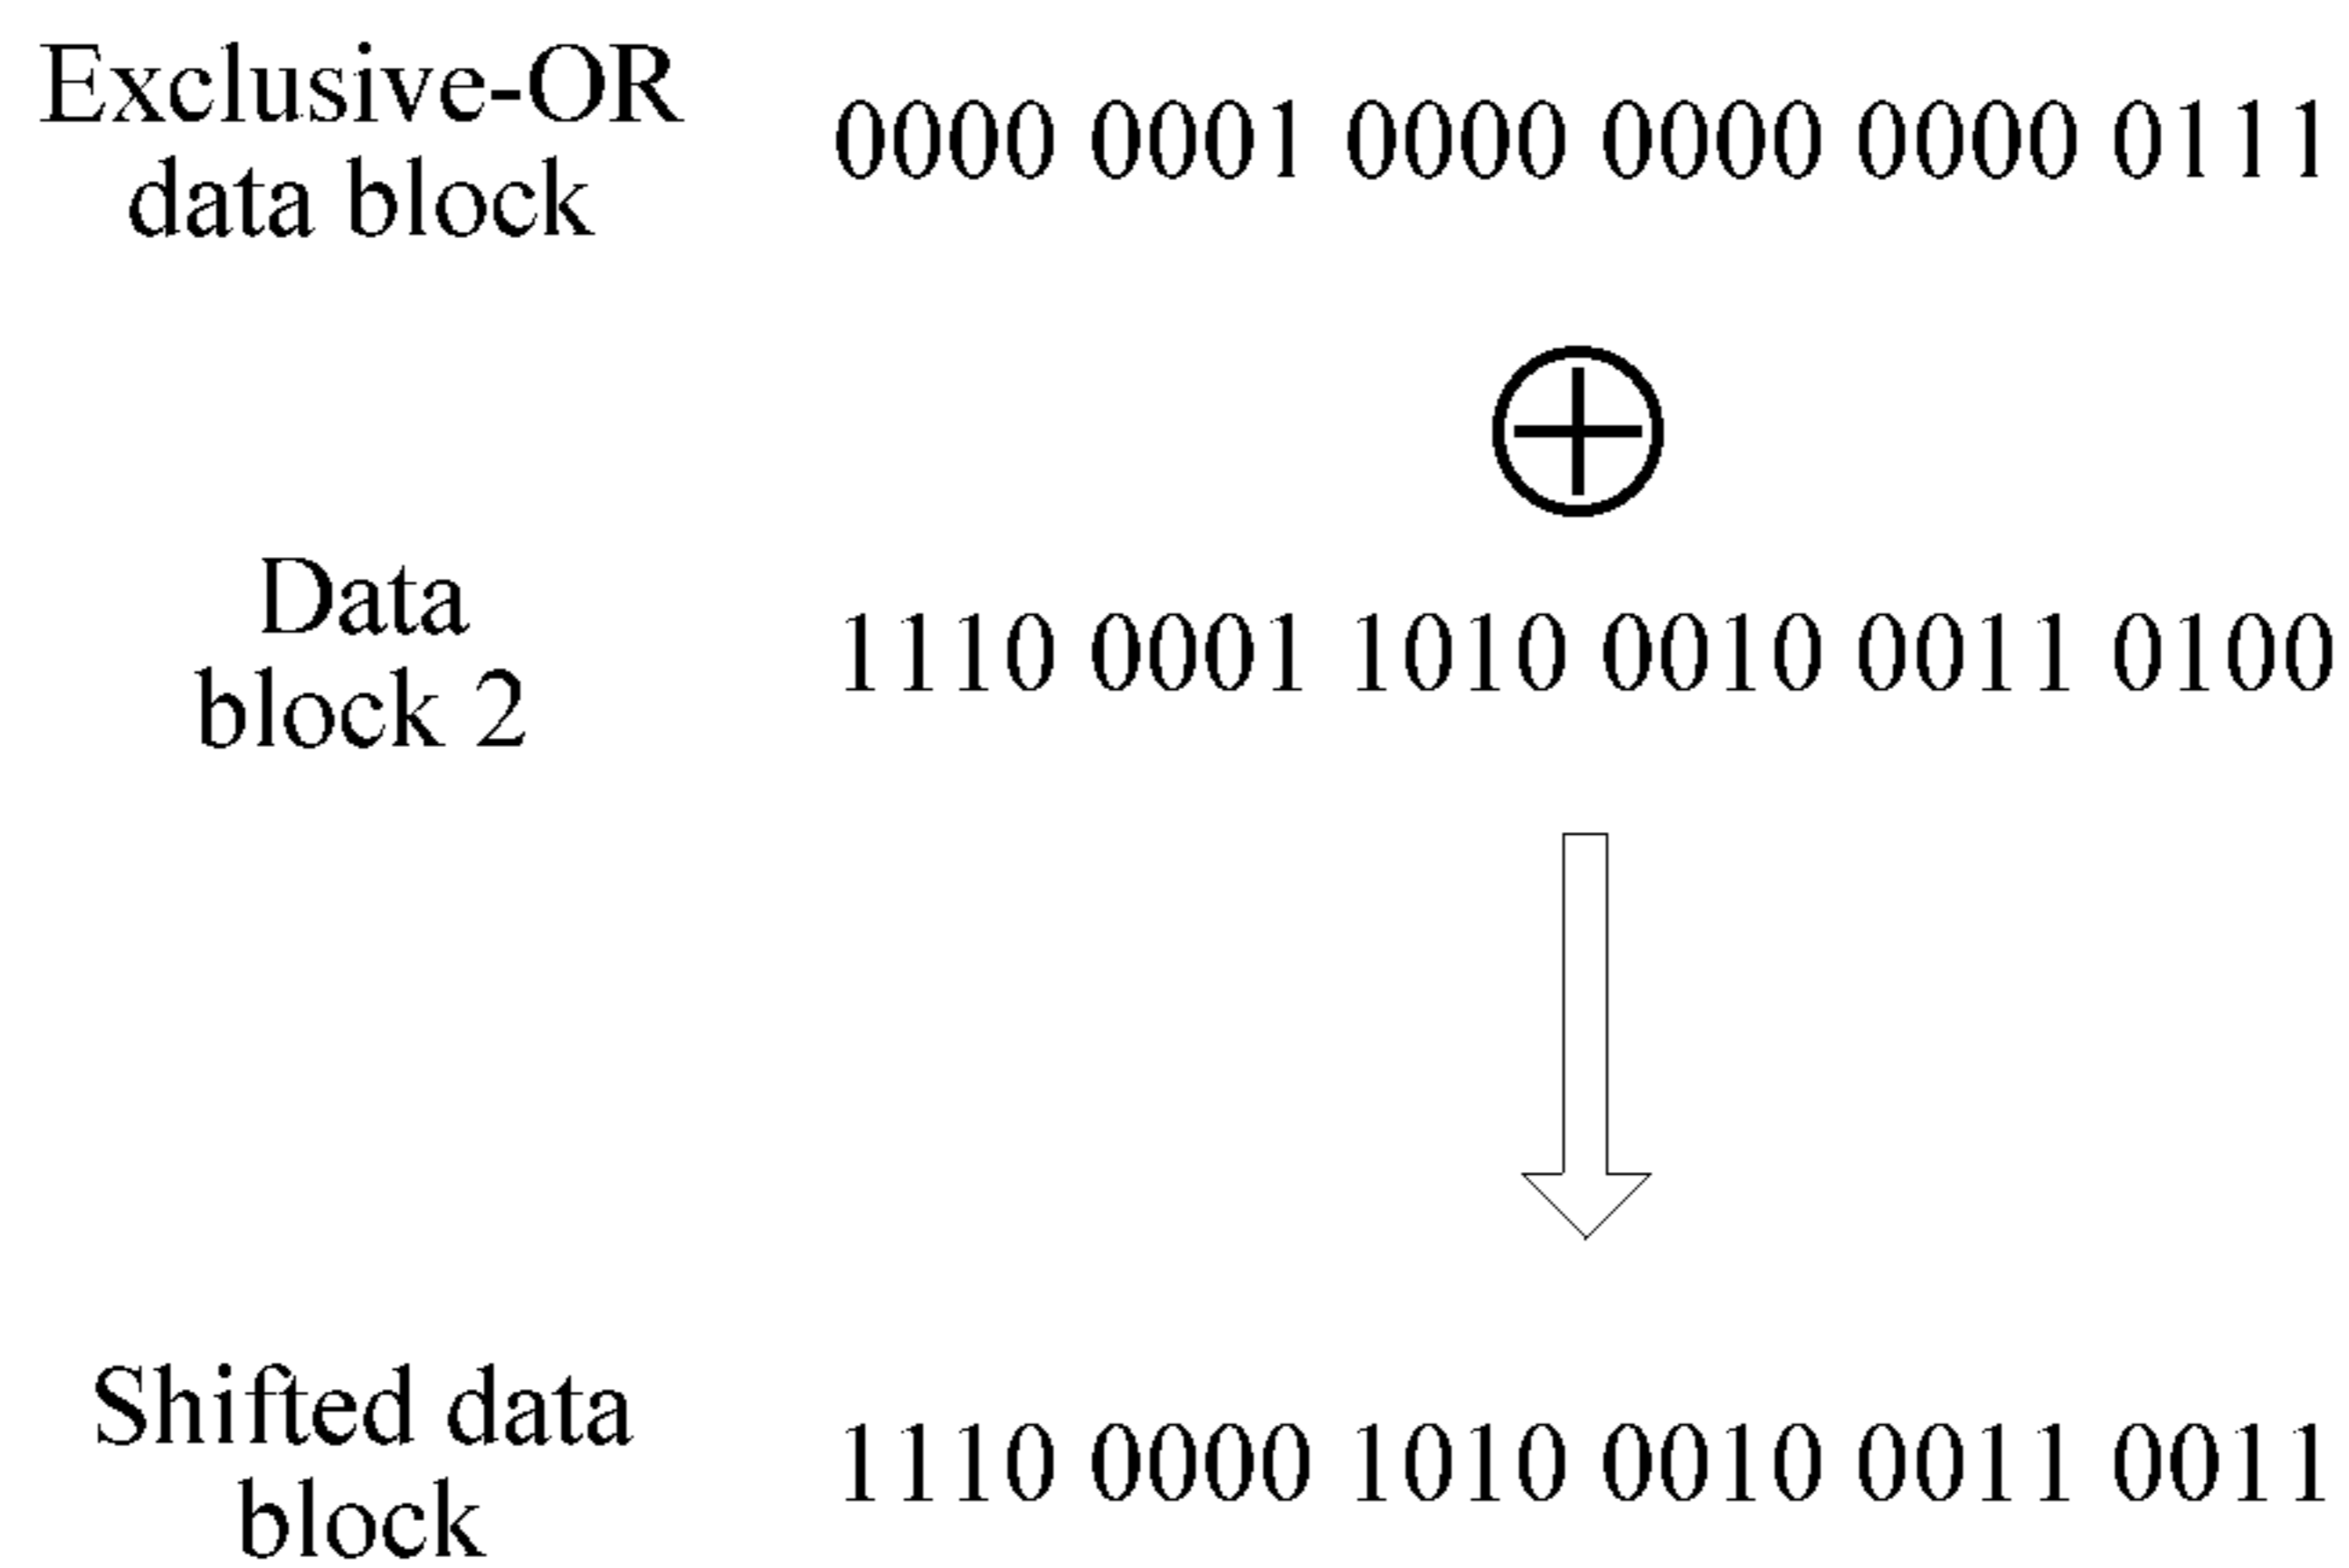 Exclusive-OR
data block
0000 0001 0000 0000 0000 0111
Data
block 2
1110 0001 1010 0010 0011 0100
Shifted data
block
1110 0000 1010 0010 0011 0011